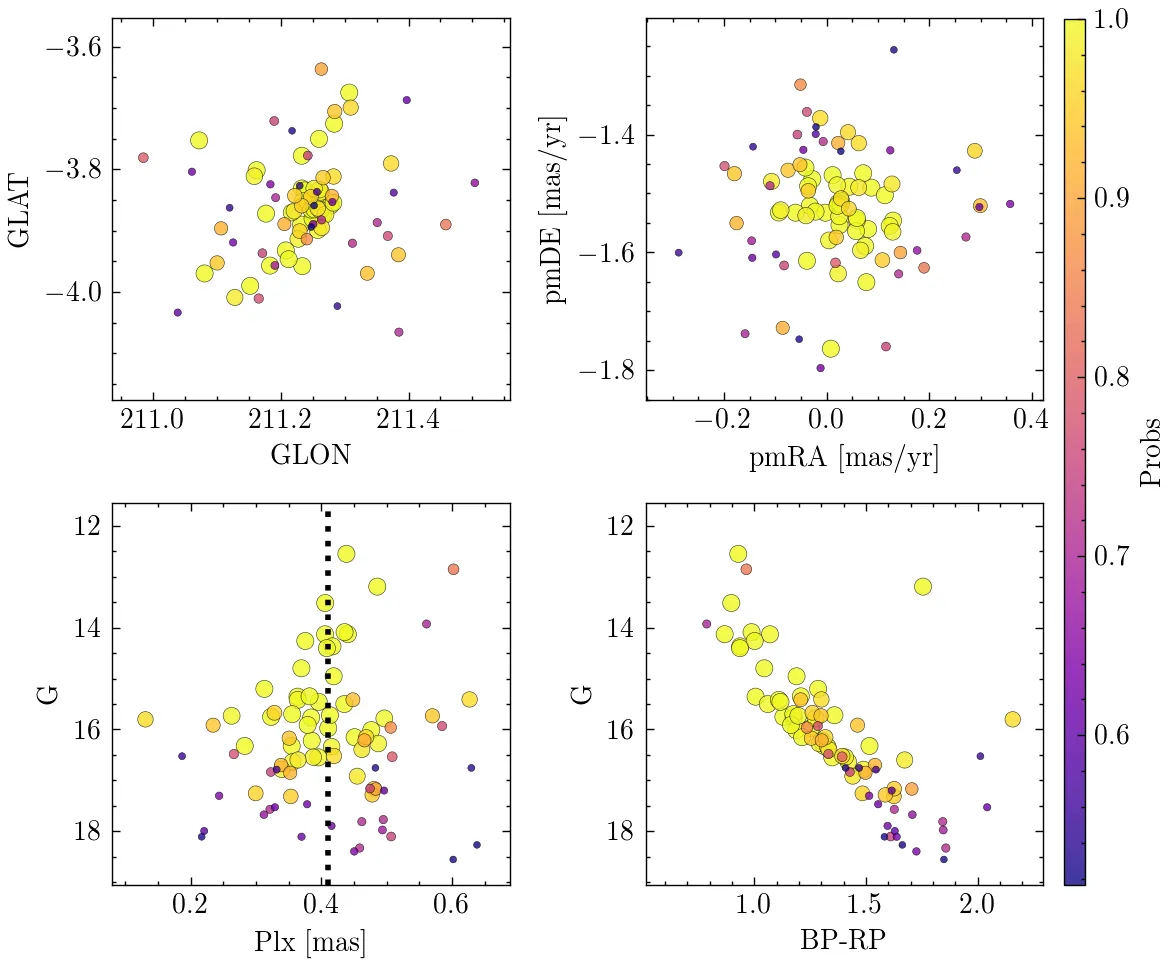 −3.6
−3.8
−4.0
GLAT
211.0 211.2 211.4
GLON
−1.4
−1.6
−1.8
pmDE [mas/yr]
−0.2 0.0 0.2 0.4
pmRA [mas/yr]
12
14
16
18
G
0.2 0.4 0.6
Plx [mas]
12
14
16
18
G
1.0 1.5 2.0
BP-RP
1.0
0.9
0.8
0.7
0.6
Probs